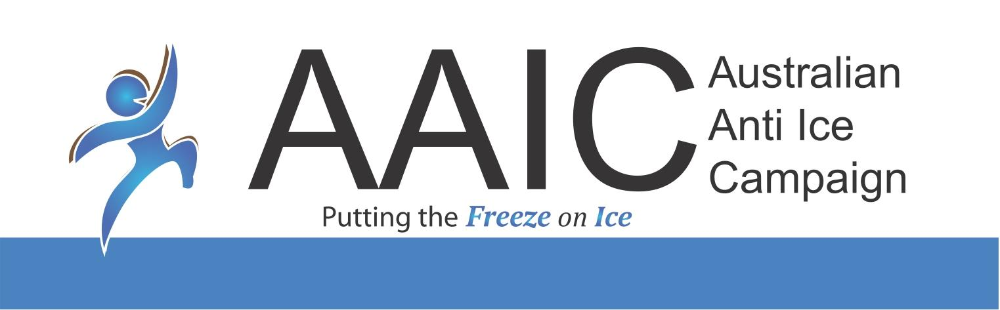 AAIC
Australian
Anti Ice
Campaign
Putting the Freeze on Ice